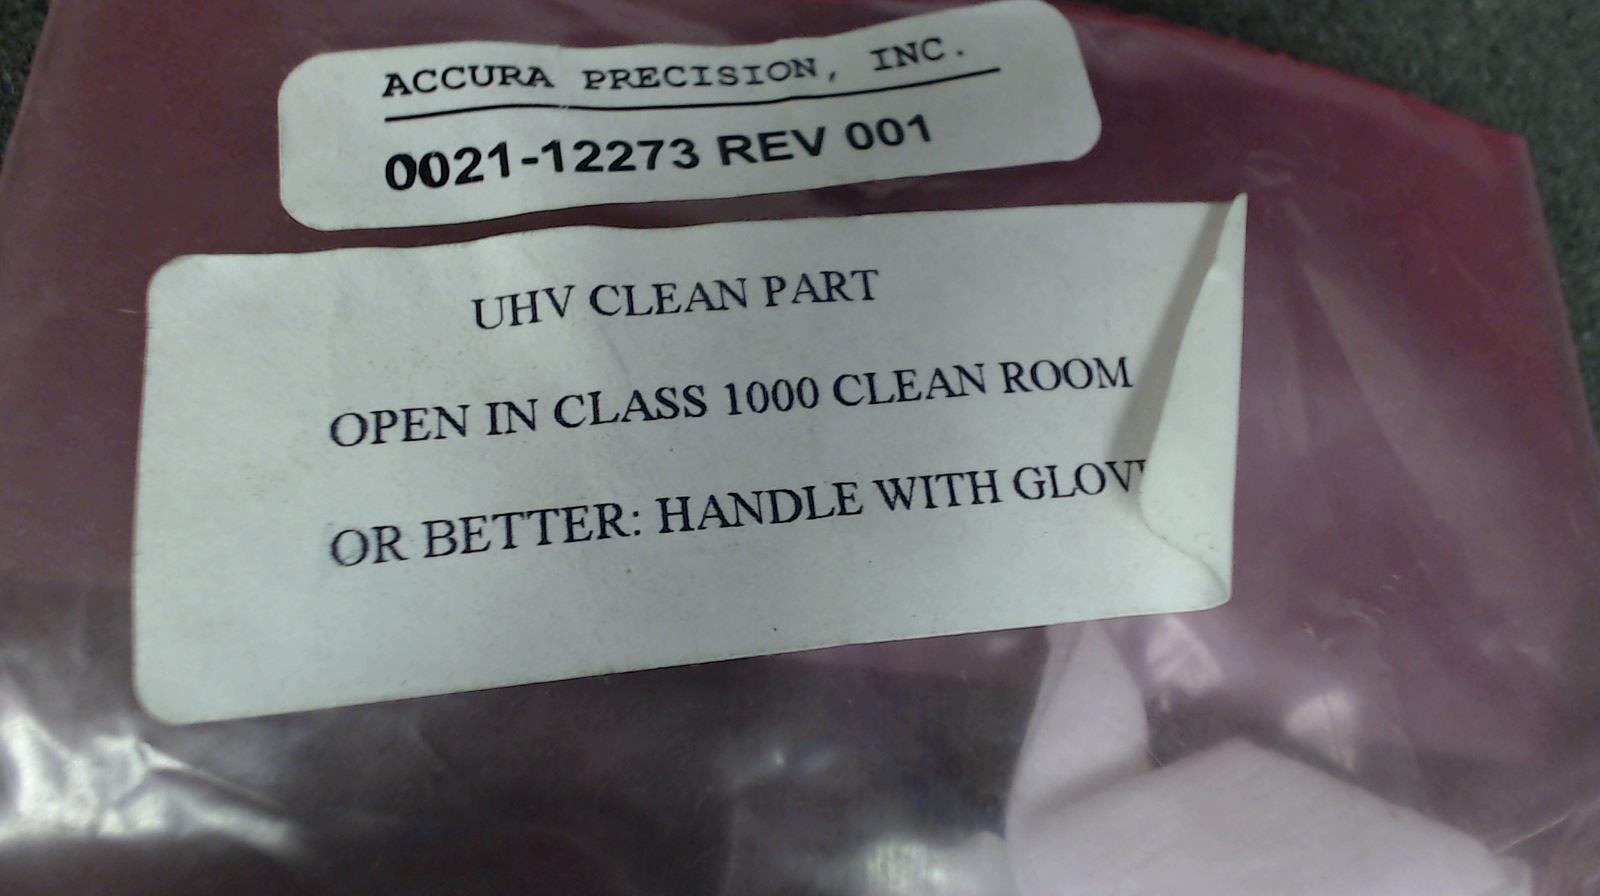 ACCURA PRECISION, INC.
0021-12273 REV 001
UHV CLEAN PART
OPEN IN CLASS 1000 CLEAN ROOM
OR BETTER: HANDLE WITH